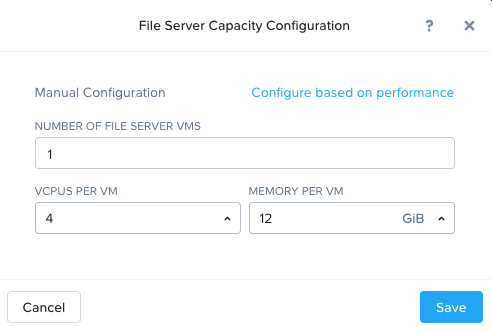 File Server Capacity Configuration ? ×
Manual Configuration Configure based on performance
NUMBER OF FILE SERVER VMS
1
VCPUS PER VM MEMORY PER VM
4 12 GiB
Cancel Save